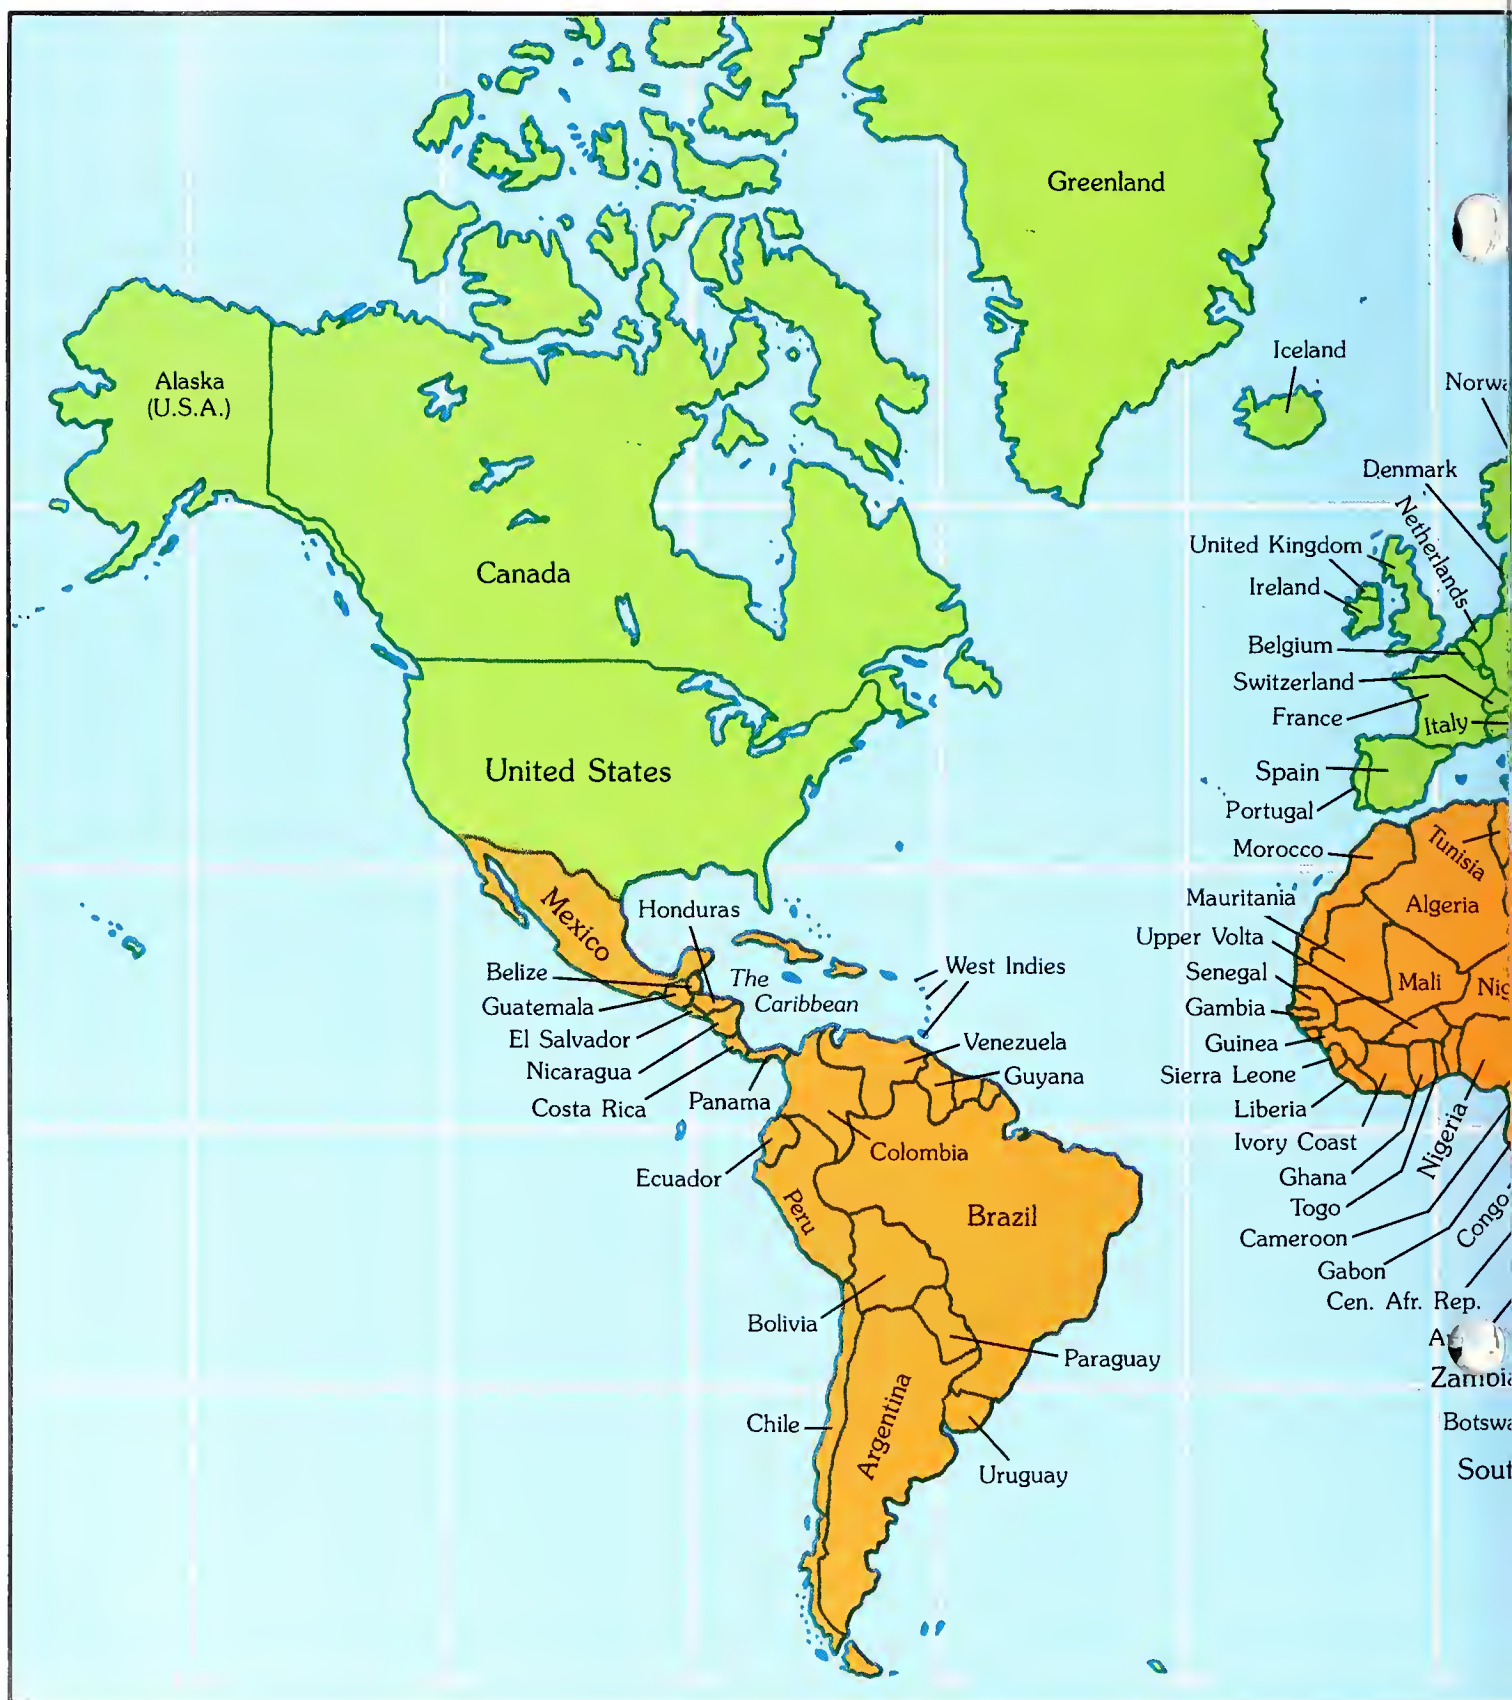 Greenland
Iceland
Alaska
(U.S.A.)
Denmark
Netherlands
United Kingdom
Canada
Ireland
Belgium
Switzerland
France
Italy
United States
Spain
Portugal
Morocco
Tunisia
Mexico
Honduras
Mauritania
Algeria
Upper Volta
Belize
The
Caribbean
West Indies
Senegal
Mali
Guatemala
Gambia
El Salvador
Venezuela
Guinea
Nicaragua
Guyana
Sierra Leone
Costa Rica
Panama
Liberia
Colombia
Ivory Coast
Nigeria
Ecuador
Ghana
Peru
Brazil
Togo
Congo
Cameroon
Gabon
Cen. Afr. Rep.
Bolivia
Paraguay
Argentina
Chile
Uruguay